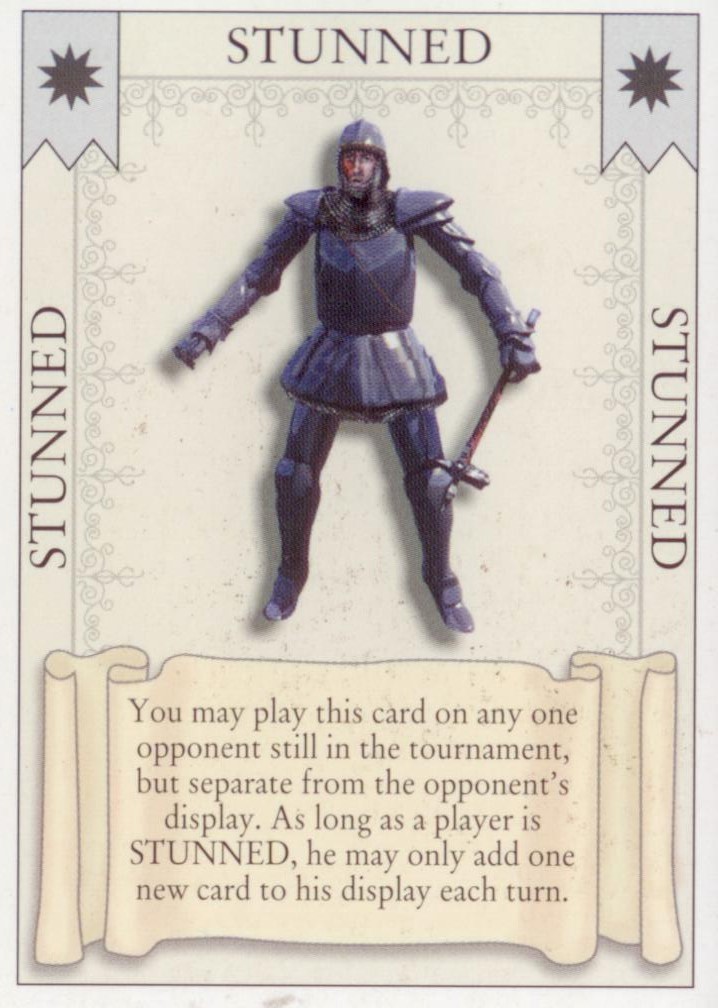 STUNNED
STUNNED
STUNNED
You may play this card on any one
opponent still in the tournament,
but separate from the opponent's
display. As long as a player is
STUNNED, he may only add one
new card to his display each turn.